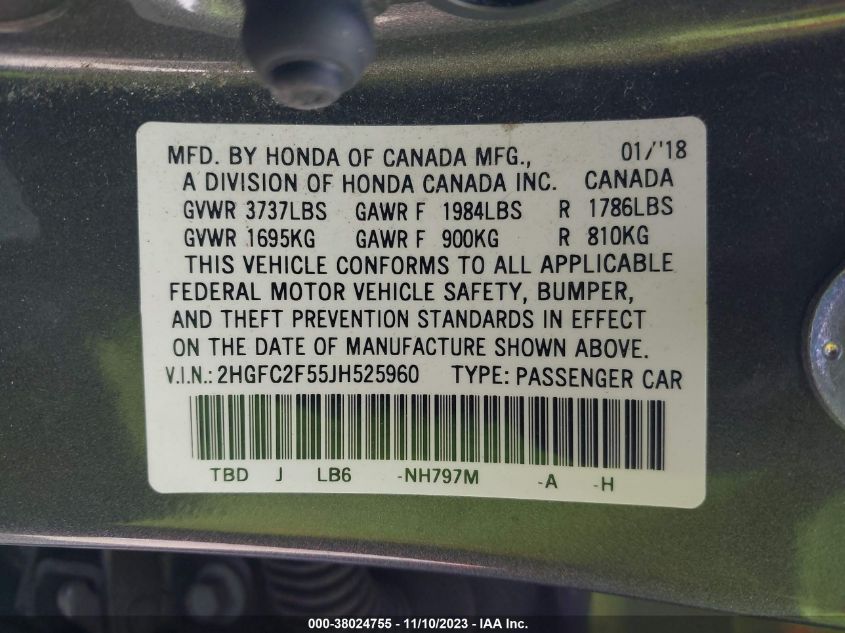 MFD. BY HONDA OF CANADA MFG., 01/''18
A DIVISION OF HONDA CANADA INC. CANADA
GVWR 3737LBS GAWR F 1984LBS R 1786LBS
GVWR 1695KG GAWR F 900KG R 810KG
THIS VEHICLE CONFORMS TO ALL APPLICABLE
FEDERAL MOTOR VEHICLE SAFETY, BUMPER,
AND THEFT PREVENTION STANDARDS IN EFFECT
ON THE DATE OF MANUFACTURE SHOWN ABOVE.
V.I.N.: 2HGFC2F55JH525960 TYPE: PASSENGER CAR
TBD J LB6 -NH797M -A -H
000-38024755 - 11/10/2023 - IAA Inc.